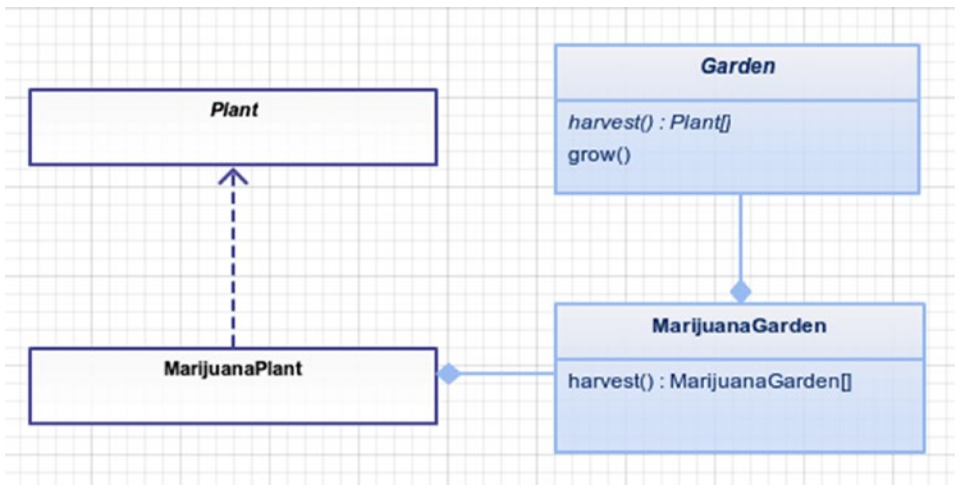 Plant
Garden
harvest() : Plant[]
grow()
MarijuanaPlant
MarijuanaGarden
harvest() : MarijuanaGarden[]